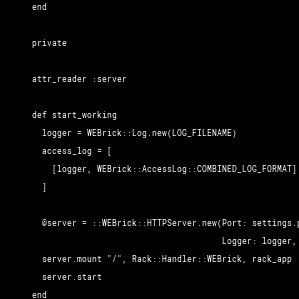 end
private
attr_reader :server
def start_working
logger = WEBrick::Log.new(LOG_FILENAME)
access_log = [
[logger, WEBrick::AccessLog::COMBINED_LOG_FORMAT]
]
@server = ::WEBrick::HTTPServer.new(Port: settings.p
Logger: logger,
server.mount "/", Rack::Handler::WEBrick, rack_app
server.start
end